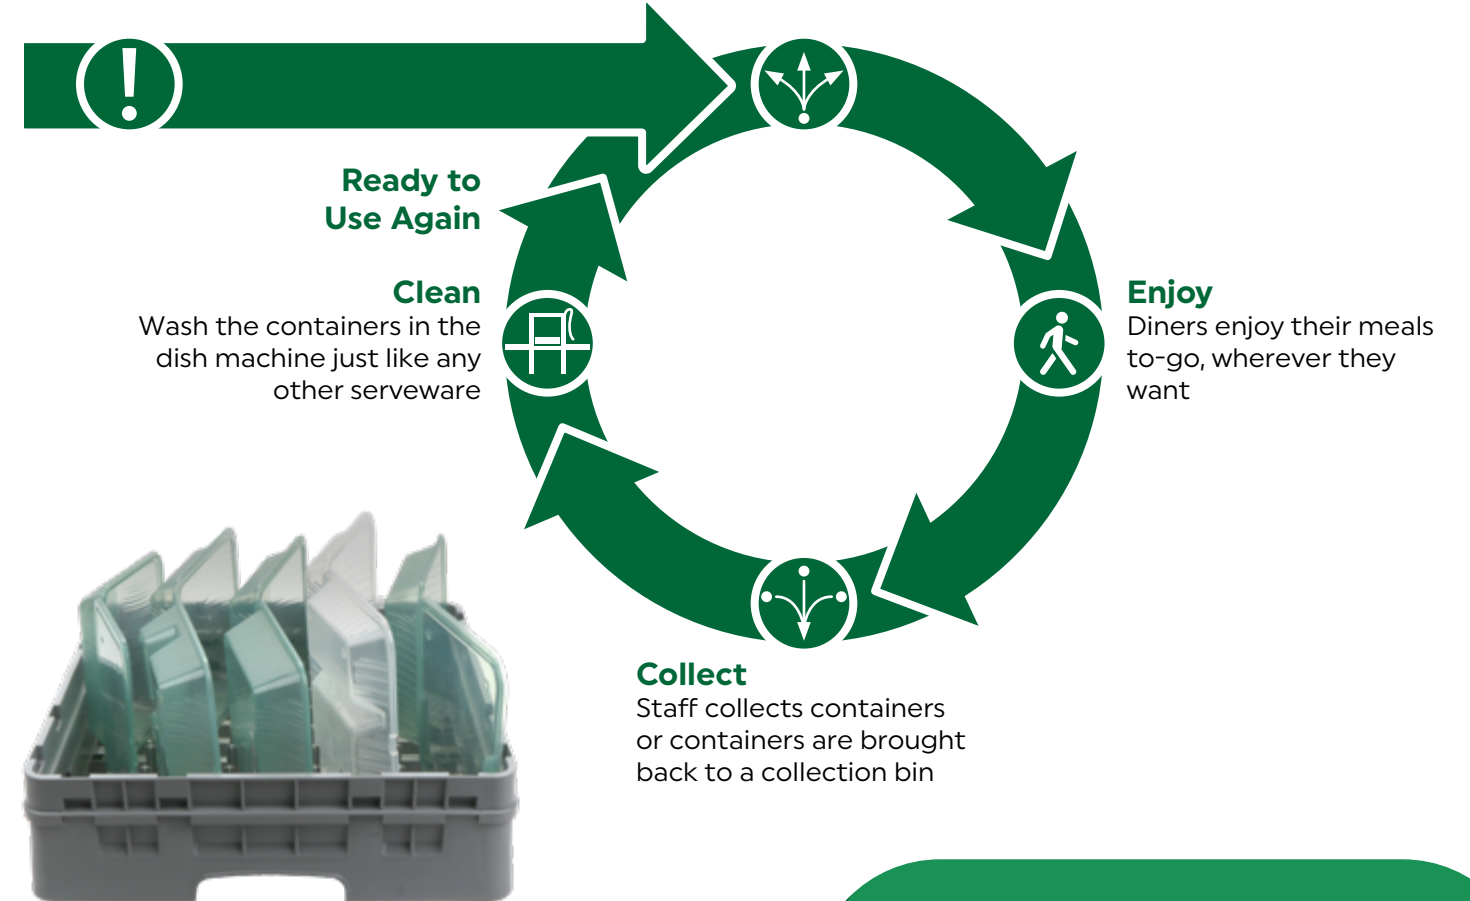 Ready to
Use Again
Clean
Wash the containers in the
dish machine just like any
other serveware
Enjoy
Diners enjoy their meals
to-go, wherever they
want
Collect
Staff collects containers
or containers are brought
back to a collection bin